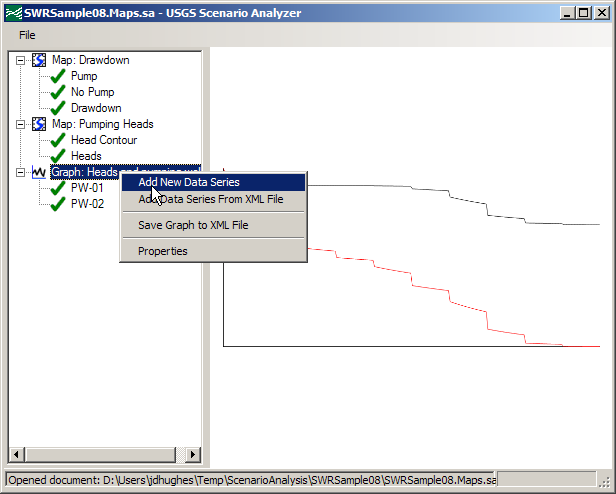 SWRSample08.Maps.sa - USGS Scenario Analyzer
File
Map: Drawdown
Pump
No Pump
Drawdown
Map: Pumping Heads
Head Contour
Heads
Graph: Heads
PW-01
PW-02
Add New Data Series
Add Data Series From XML File
Save Graph to XML File
Properties
Opened document: D:\Users\jdhughes\Temp\ScenarioAnalysis\SWRSample08\SWRSample08.Maps.sa